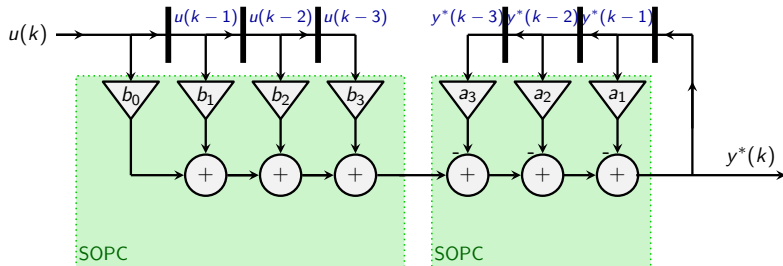 u(k-1) u(k-2) u(k-3) y*(k-3) y*(k-2) y*(k-1)
u(k)
b0 b1 b2 b3 a3 a2 a1
- - -
+ + + + + +
y*(k)
SOPC SOPC